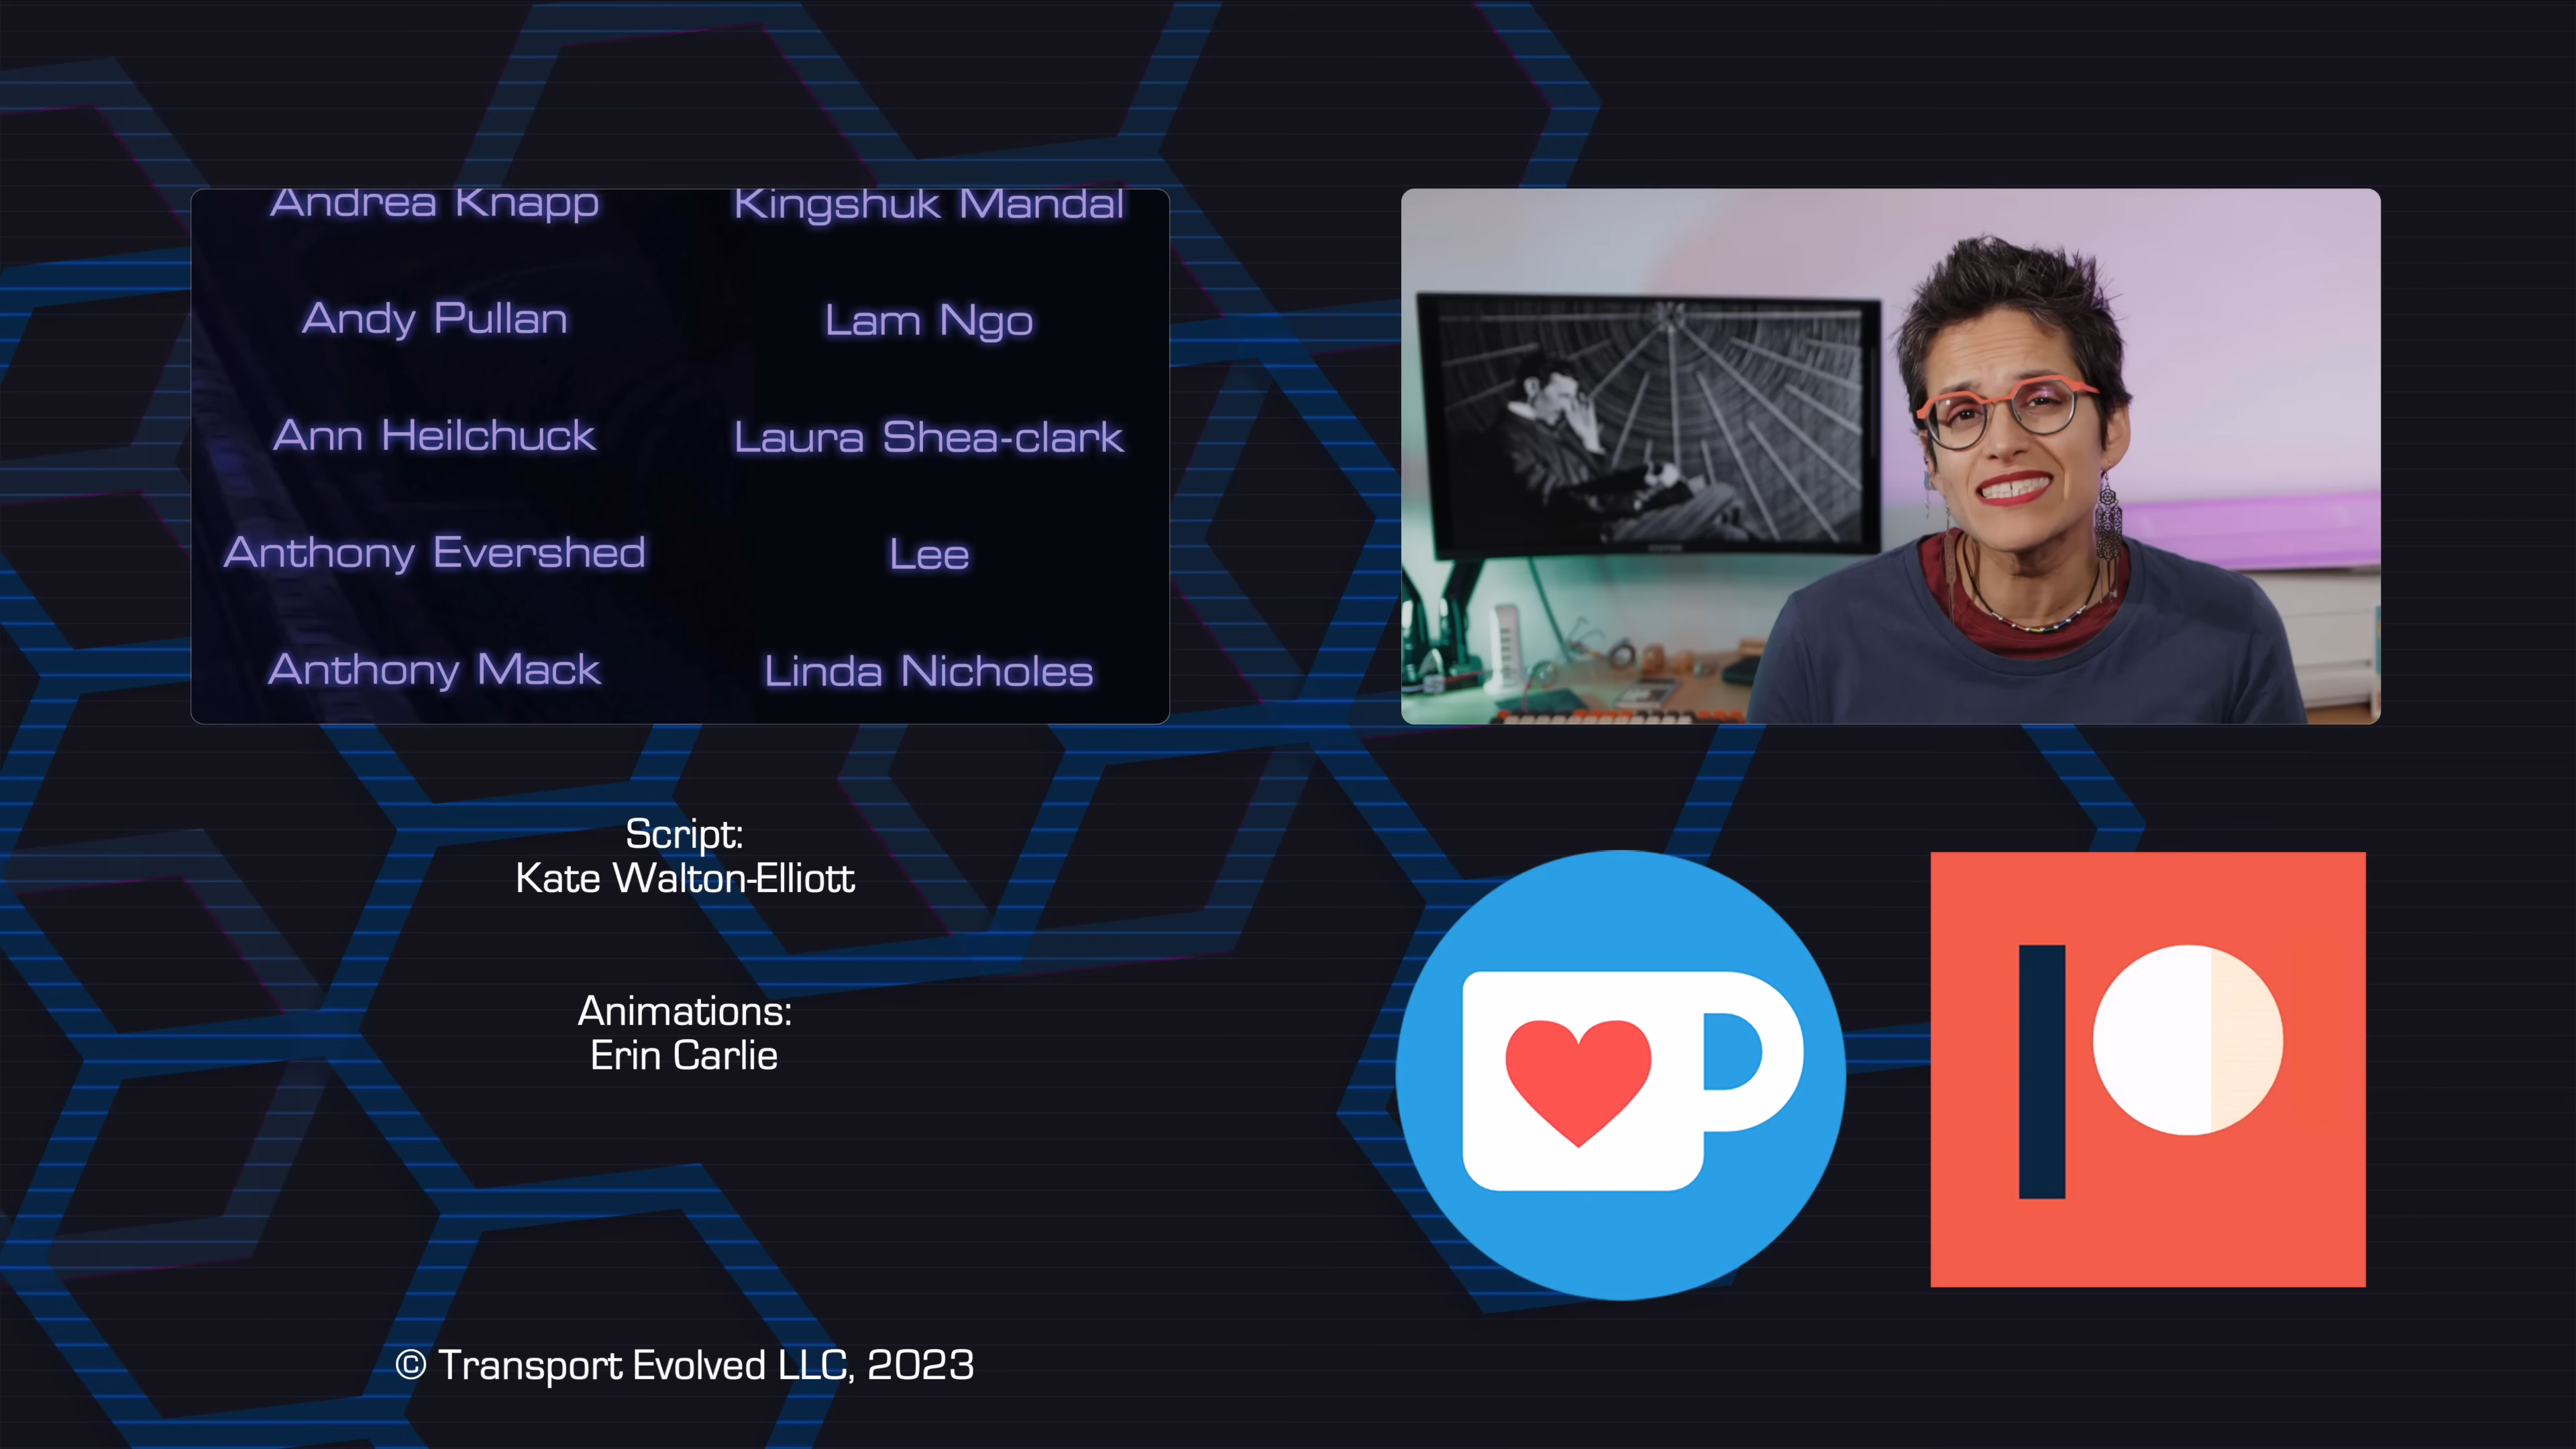 Andrea Knapp
Kingshuk Mandal
Andy Pullan
Lam Ngo
Ann Heilchuck
Laura Shea-clark
Anthony Evershed
Lee
Anthony Mack
Linda Nicholes
Script:
Kate Walton-Elliott
Animations:
Erin Carlie
© Transport Evolved LLC, 2023